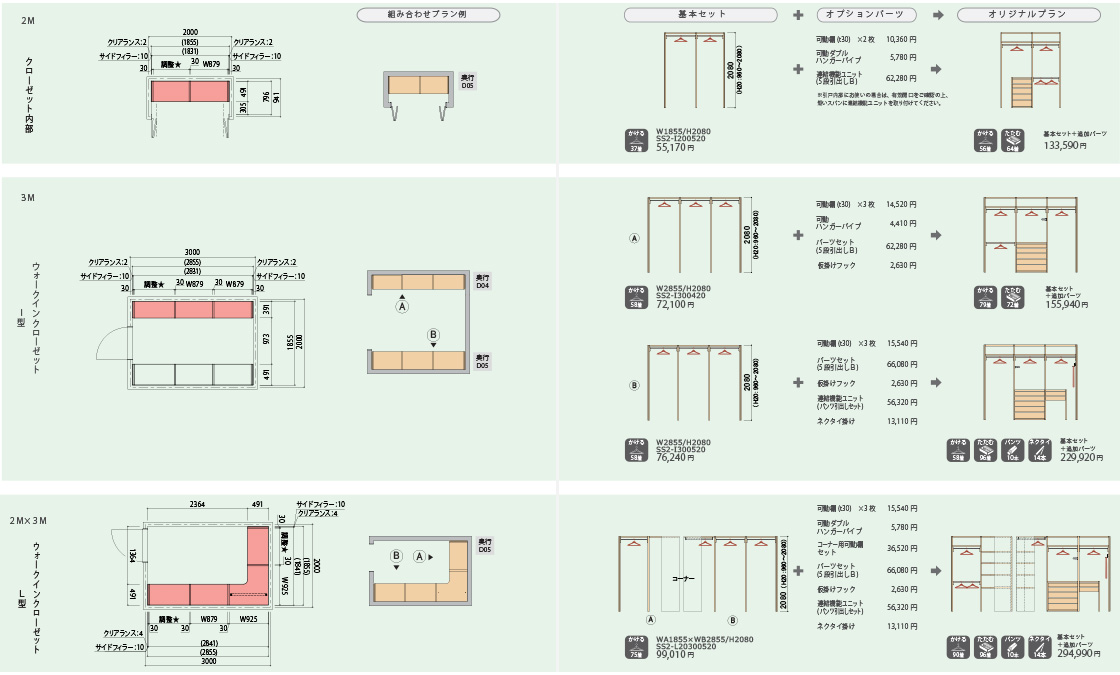 組み合わせプラン例
基本セット
オプションパーツ
オリジナルプラン
2M
クローゼット内部
2000
クリアランス:2
(1855)
クリアランス:2
(1831)
サイドフィラー:10
サイドフィラー:10
30
調整★
30
W879
30
491
305
796
941
奥行
D05
2080
(H20:960〜2080)
かける
37着
W1855/H2080
SS2-I200520
55,170円
可動棚(t30) ×2枚 10,360円
可動ダブル
ハンガーパイプ 5,780円
連結機能ユニット
(5段引出しB) 62,280円
※引戸内部にお使いの場合は、有効開口をご確認の上、
狭いスパンに連結機能ユニットを取り付けてください。
かける
56着
たたむ
64着
基本セット+追加パーツ
133,590円
3M
ウォークインクローゼット
I型
3000
クリアランス:2
(2855)
クリアランス:2
(2831)
サイドフィラー:10
サイドフィラー:10
30
調整★
30
W879
30
W879
30
391
973
491
1855
2000
奥行
D04
A
B
奥行
D05
A
2080
(H20:960〜2080)
かける
58着
W2855/H2080
SS2-I300420
72,100円
可動棚(t30) ×3枚 14,520円
可動
ハンガーパイプ 4,410円
パーツセット
(5段引出しB) 62,280円
仮掛けフック 2,630円
かける
79着
たたむ
72着
基本セット
+追加パーツ
155,940円
B
2080
(H20:960〜2080)
かける
58着
W2855/H2080
SS2-I300520
76,240円
可動棚(t30) ×3枚 15,540円
パーツセット
(5段引出しB) 66,080円
仮掛けフック 2,630円
連結機能ユニット
(パンツ引出しセット) 56,320円
ネクタイ掛け 13,110円
かける
58着
たたむ
96着
パンツ
10本
ネクタイ
14本
基本セット
+追加パーツ
229,920円
2M×3M
ウォークインクローゼット
L型
2364
491
サイドフィラー:10
クリアランス:4
30
調整★
30
W925
(1841)
(1855)
2000
1364
491
調整★
W879
W925
30
30
30
クリアランス:4
(2841)
サイドフィラー:10
(2855)
3000
B
A
奥行
D05
コーナー
2080
(H20:960〜2080)
A
B
かける
75着
WA1855×WB2855/H2080
SS2-L20300520
99,010円
可動棚(t30) ×3枚 15,540円
可動ダブル
ハンガーパイプ 5,780円
コーナー用可動棚
セット 36,520円
パーツセット
(5段引出しB) 66,080円
仮掛けフック 2,630円
連結機能ユニット
(パンツ引出しセット) 56,320円
ネクタイ掛け 13,110円
かける
90着
たたむ
96着
パンツ
10本
ネクタイ
14本
基本セット
+追加パーツ
294,990円